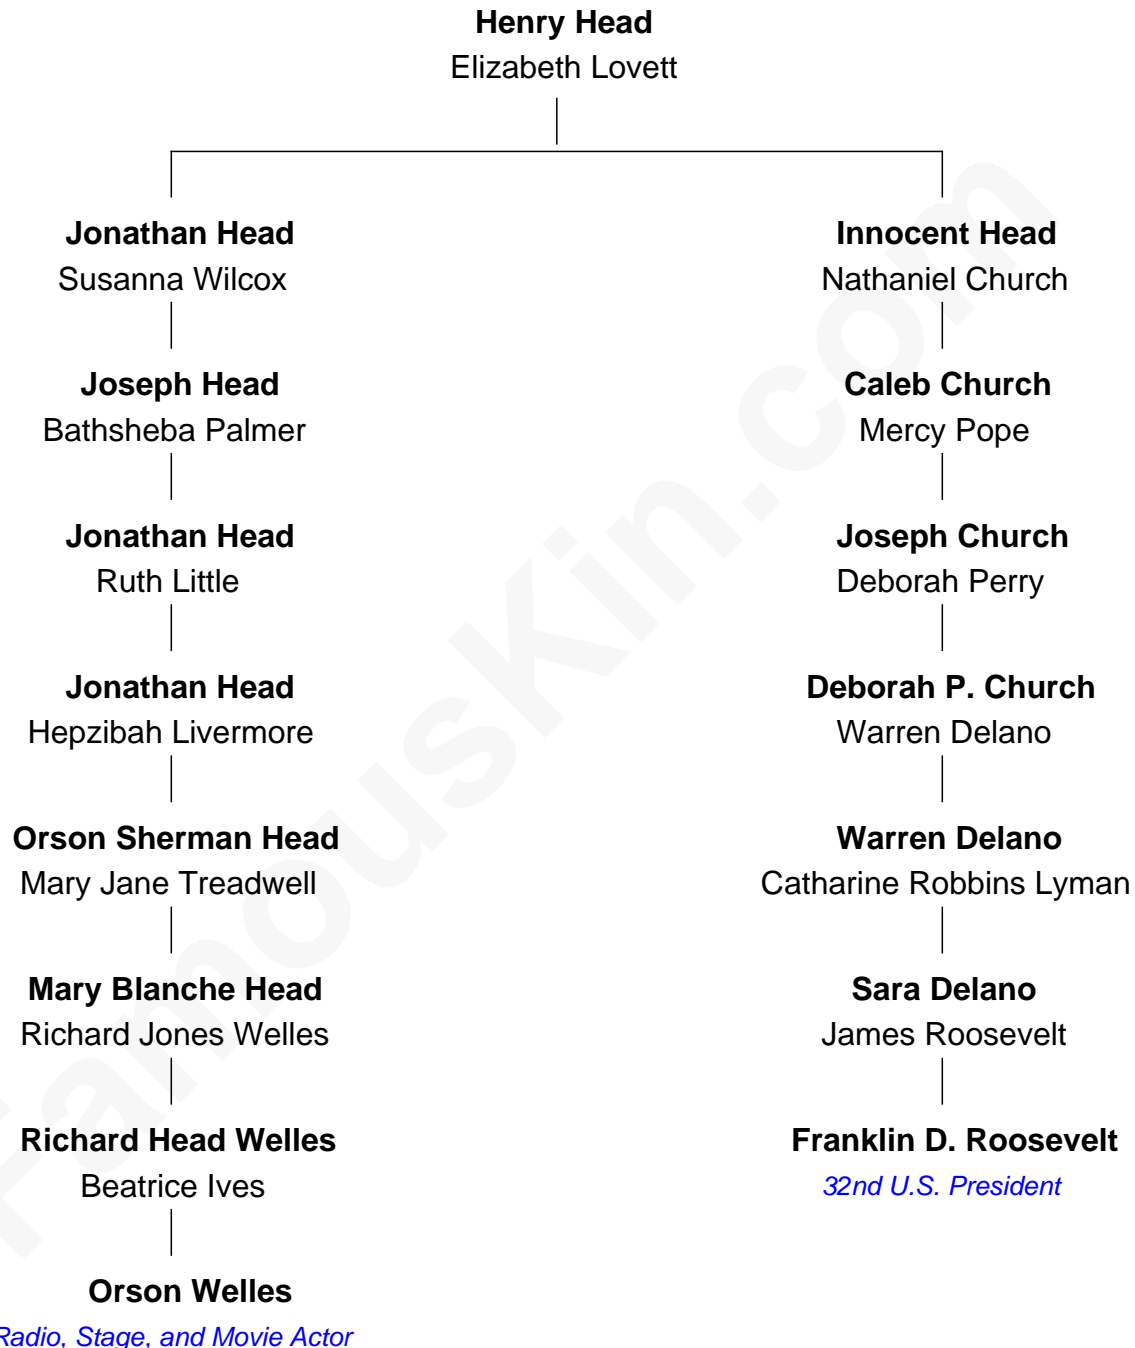 Henry Head
Elizabeth Lovett
Jonathan Head
Susanna Wilcox
Innocent Head
Nathaniel Church
Joseph Head
Bathsheba Palmer
Caleb Church
Mercy Pope
Jonathan Head
Ruth Little
Joseph Church
Deborah Perry
Jonathan Head
Hepzibah Livermore
Deborah P. Church
Warren Delano
Orson Sherman Head
Mary Jane Treadwell
Warren Delano
Catharine Robbins Lyman
Mary Blanche Head
Richard Jones Welles
Sara Delano
James Roosevelt
Richard Head Welles
Beatrice Ives
Franklin D. Roosevelt
32nd U.S. President
Orson Welles
Radio, Stage, and Movie Actor
FamousKin.com